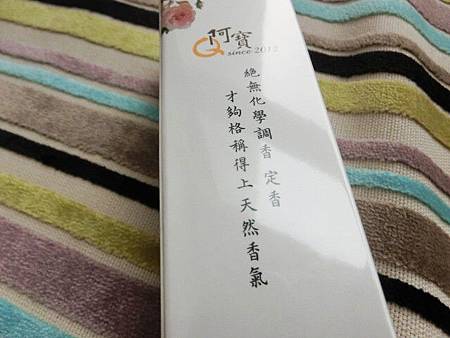 阿寶
since 2012
絕無化學調香 定香
才夠格稱得上 天然香氣